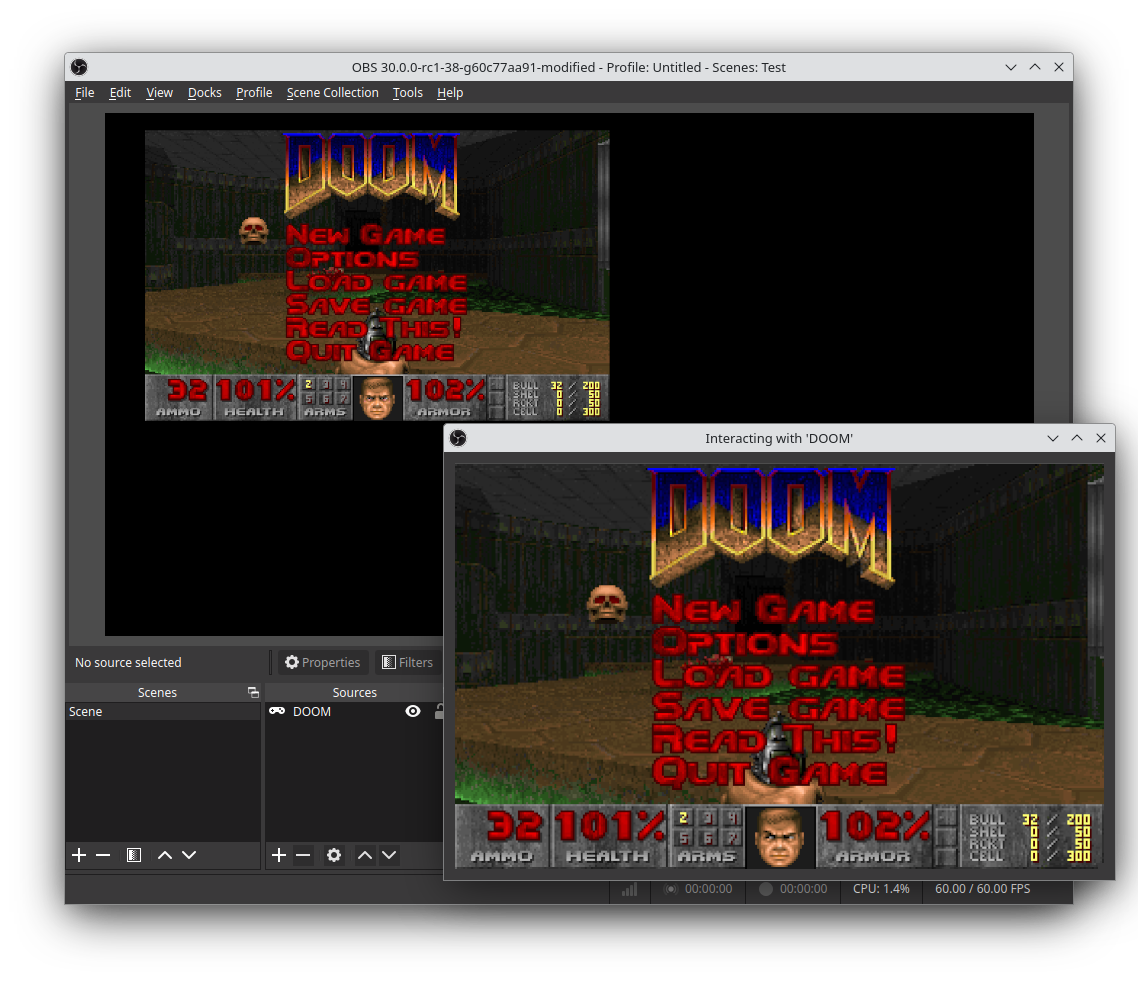 OBS 30.0.0-rc1-38-g60c77aa91-modified - Profile: Untitled - Scenes: Test
File Edit View Docks Profile Scene Collection Tools Help
DOOM
New Game
Options
Load game
Save game
Read This!
Quit Game
32 101% 2 3 4 102% BULL 32 / 200
5 6 7 SHEL 0 / 50
RCKT 0 / 50
AMMO HEALTH ARMS ARMOR CELL 0 / 300
Interacting with 'DOOM'
DOOM
New Game
Options
Load game
Save game
Read This!
Quit Game
32 101% 2 3 4 102% BULL 32 / 200
5 6 7 SHEL 0 / 50
RCKT 0 / 50
AMMO HEALTH ARMS ARMOR CELL 0 / 300
No source selected Properties Filters
Scenes Sources
Scene DOOM
00:00:00 00:00:00 CPU: 1.4% 60.00 / 60.00 FPS